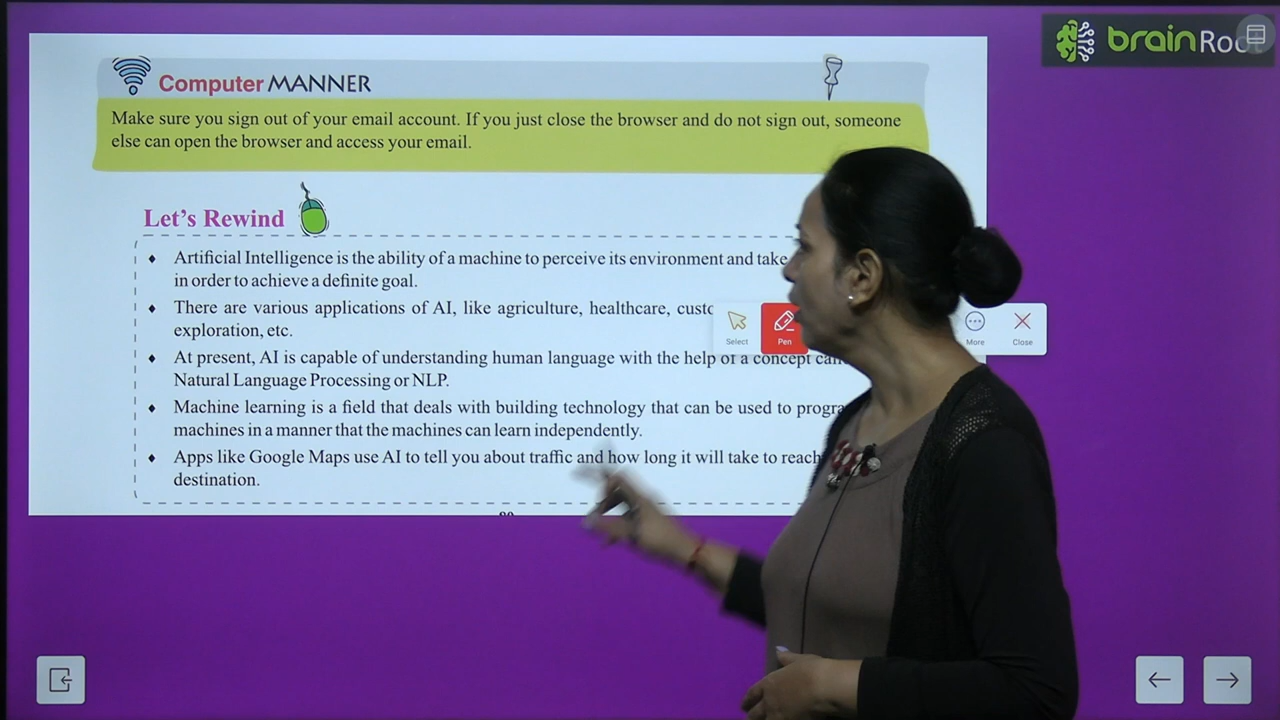 brainRoot
Computer MANNER
Make sure you sign out of your email account. If you just close the browser and do not sign out, someone
else can open the browser and access your email.
Let's Rewind
Artificial Intelligence is the ability of a machine to perceive its environment and take
in order to achieve a definite goal.
There are various applications of AI, like agriculture, healthcare,
exploration, etc.
Select
Pen
More
Close
At present, AI is capable of understanding human language with the help of a concept
Natural Language Processing or NLP.
Machine learning is a field that deals with building technology that can be used to
machines in a manner that the machines can learn independently.
Apps like Google Maps use AI to tell you about traffic and how long it will take to reach
destination.